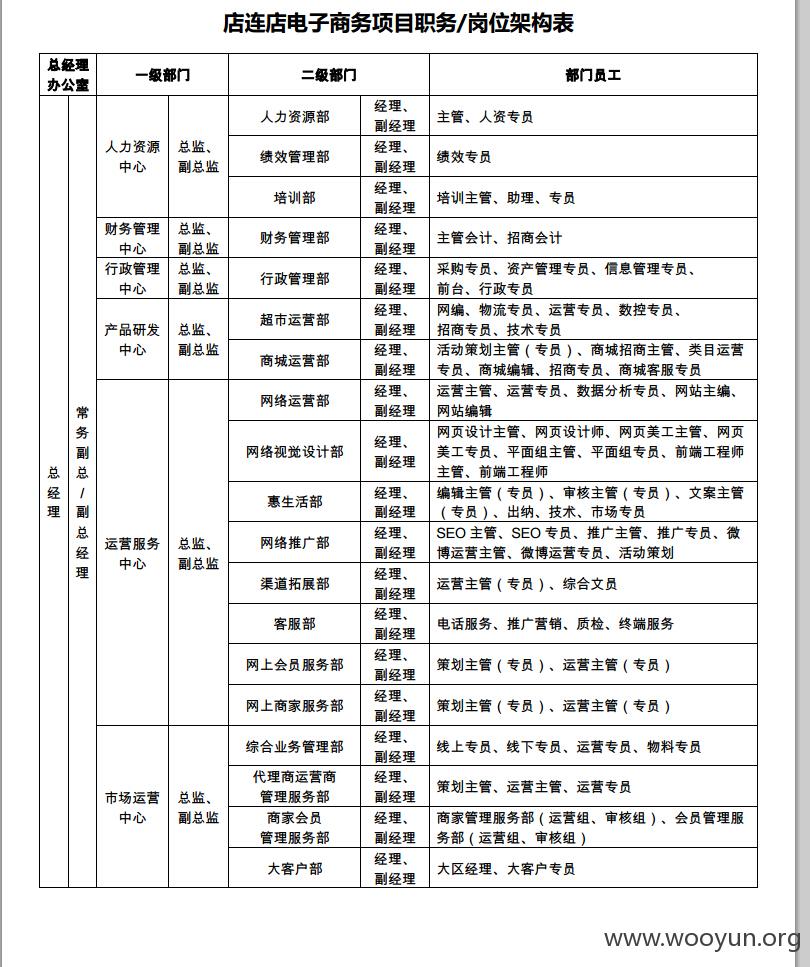 店连店电子商务项目职务/岗位架构表
总经理
办公室
一级部门
二级部门
部门员工
总
经
理
常
务
副
总
/
副
总
经
理
人力资源
中心
总监、
副总监
人力资源部
经理、
副经理
主管、人资专员
绩效管理部
经理、
副经理
绩效专员
培训部
经理、
副经理
培训主管、助理、专员
财务管理
中心
总监、
副总监
财务管理部
经理、
副经理
主管会计、招商会计
行政管理
中心
总监、
副总监
行政管理部
经理、
副经理
采购专员、资产管理专员、信息管理专员、
前台、行政专员
产品研发
中心
总监、
副总监
超市运营部
经理、
副经理
网编、物流专员、运营专员、数控专员、
招商专员、技术专员
商城运营部
经理、
副经理
活动策划主管（专员）、商城招商主管、类目运营
专员、商城编辑、招商专员、商城客服专员
运营服务
中心
总监、
副总监
网络运营部
经理、
副经理
运营主管、运营专员、数据分析专员、网站主编、
网站编辑
网络视觉设计部
经理、
副经理
网页设计主管、网页设计师、网页美工主管、网页
美工专员、平面组主管、平面组专员、前端工程师
主管、前端工程师
惠生活部
经理、
副经理
编辑主管（专员）、审核主管（专员）、文案主管
（专员）、出纳、技术、市场专员
网络推广部
经理、
副经理
SEO 主管、SEO 专员、推广主管、推广专员、微
博运营主管、微博运营专员、活动策划
渠道拓展部
经理、
副经理
运营主管（专员）、综合文员
客服部
经理、
副经理
电话服务、推广营销、质检、终端服务
网上会员服务部
经理、
副经理
策划主管（专员）、运营主管（专员）
网上商家服务部
经理、
副经理
策划主管（专员）、运营主管（专员）
市场运营
中心
总监、
副总监
综合业务管理部
经理、
副经理
线上专员、线下专员、运营专员、物料专员
代理商运营商
管理服务部
经理、
副经理
策划主管、运营主管、运营专员
商家会员
管理服务部
经理、
副经理
商家管理服务部（运营组、审核组）、会员管理服
务部（运营组、审核组）
大客户部
经理、
副经理
大区经理、大客户专员
www.wooyun.org